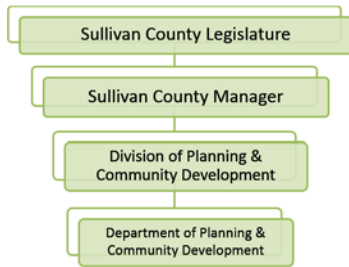 Sullivan County Legislature
Sullivan County Manager
Division of Planning &
Community Development
Department of Planning &
Community Development